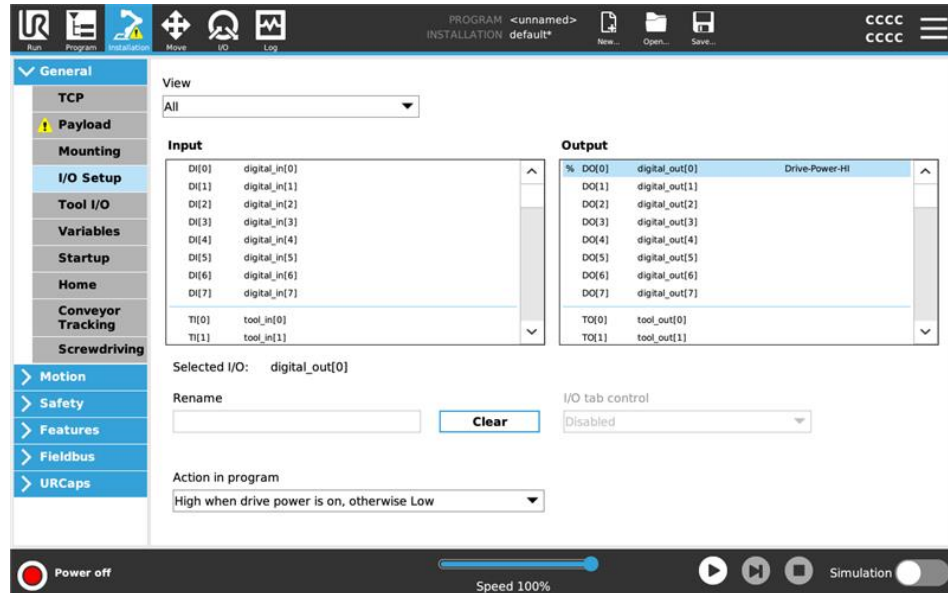 PROGRAM <unnamed>
INSTALLATION default*
CCCC
CCCC
UR
Run
Program
Installation
Move
I/O
Log
New...
Open...
Save...
General
TCP
Payload
Mounting
I/O Setup
Tool I/O
Variables
Startup
Home
Conveyor
Tracking
Screwdriving
Motion
Safety
Features
Fieldbus
URCaps
View
All
Input
DI[0] digital_in[0]
DI[1] digital_in[1]
DI[2] digital_in[2]
DI[3] digital_in[3]
DI[4] digital_in[4]
DI[5] digital_in[5]
DI[6] digital_in[6]
DI[7] digital_in[7]
TI[0] tool_in[0]
TI[1] tool_in[1]
Output
% DO[0] digital_out[0] Drive-Power-HI
DO[1] digital_out[1]
DO[2] digital_out[2]
DO[3] digital_out[3]
DO[4] digital_out[4]
DO[5] digital_out[5]
DO[6] digital_out[6]
DO[7] digital_out[7]
TO[0] tool_out[0]
TO[1] tool_out[1]
Selected I/O: digital_out[0]
Rename
Clear
I/O tab control
Disabled
Action in program
High when drive power is on, otherwise Low
Power off
Speed 100%
Simulation